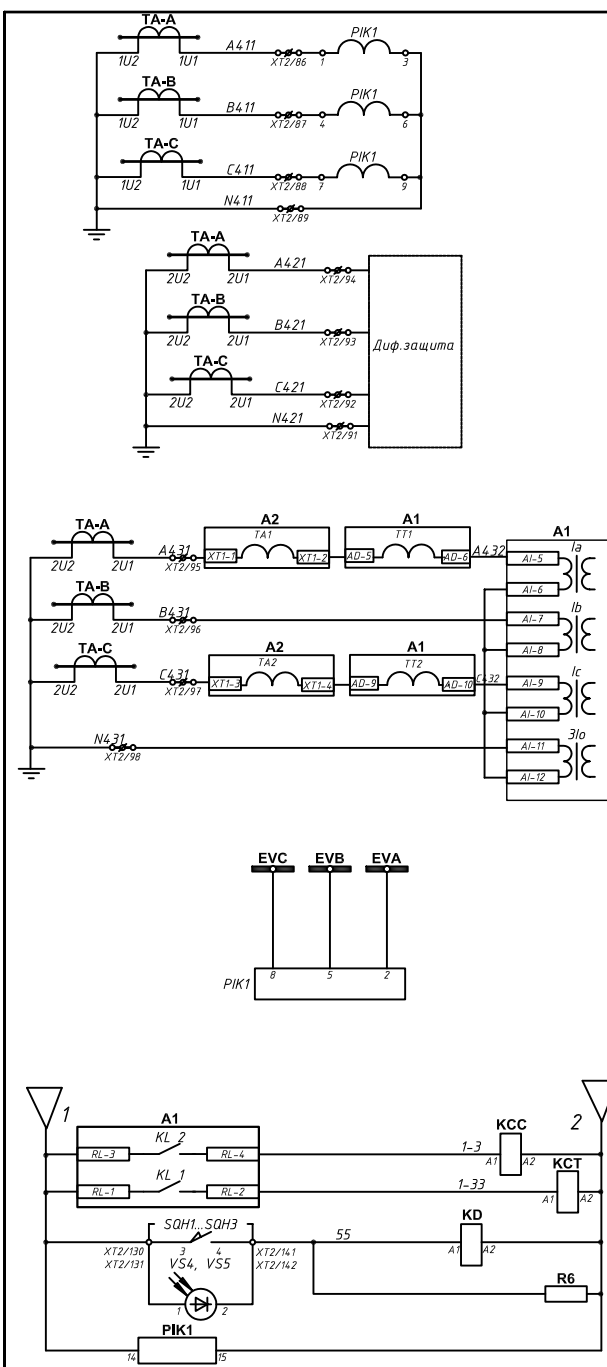 TA-A
1U2 1U1 A411 XT2/86 1 PIK1 3
TA-B
1U2 1U1 B411 XT2/87 4 PIK1 6
TA-C
1U2 1U1 C411 XT2/88 7 PIK1 9
N411 XT2/89
TA-A
2U2 2U1 A421 XT2/94
TA-B
2U2 2U1 B421 XT2/93
Диф.защита
TA-C
2U2 2U1 C421 XT2/92
N421 XT2/91
TA-A
2U2 2U1 A431 XT2/95
A2
TA1
XT1-1 XT1-2
A1
TT1
AD-5 AD-6
A432
A1
AI-5 Ia
AI-6
TA-B
2U2 2U1 B431 XT2/96
AI-7 Ib
AI-8
TA-C
2U2 2U1 C431 XT2/97
A2
TA2
XT1-3 XT1-4
A1
TT2
AD-9 AD-10
C432
AI-9 Ic
AI-10
N431 XT2/98
AI-11 3Io
AI-12
EVC EVB EVA
8 5 2
PIK1
1 2
A1
RL-3 KL 2 RL-4
1-3
KCC
A1 A2
RL-1 KL 1 RL-2
1-33
KCT
A1 A2
SQH1...SQH3
XT2/130 3 4 XT2/141
XT2/131 VS4, VS5 XT2/142
1 2
55
KD
A1 A2
R6
PIK1
14 15